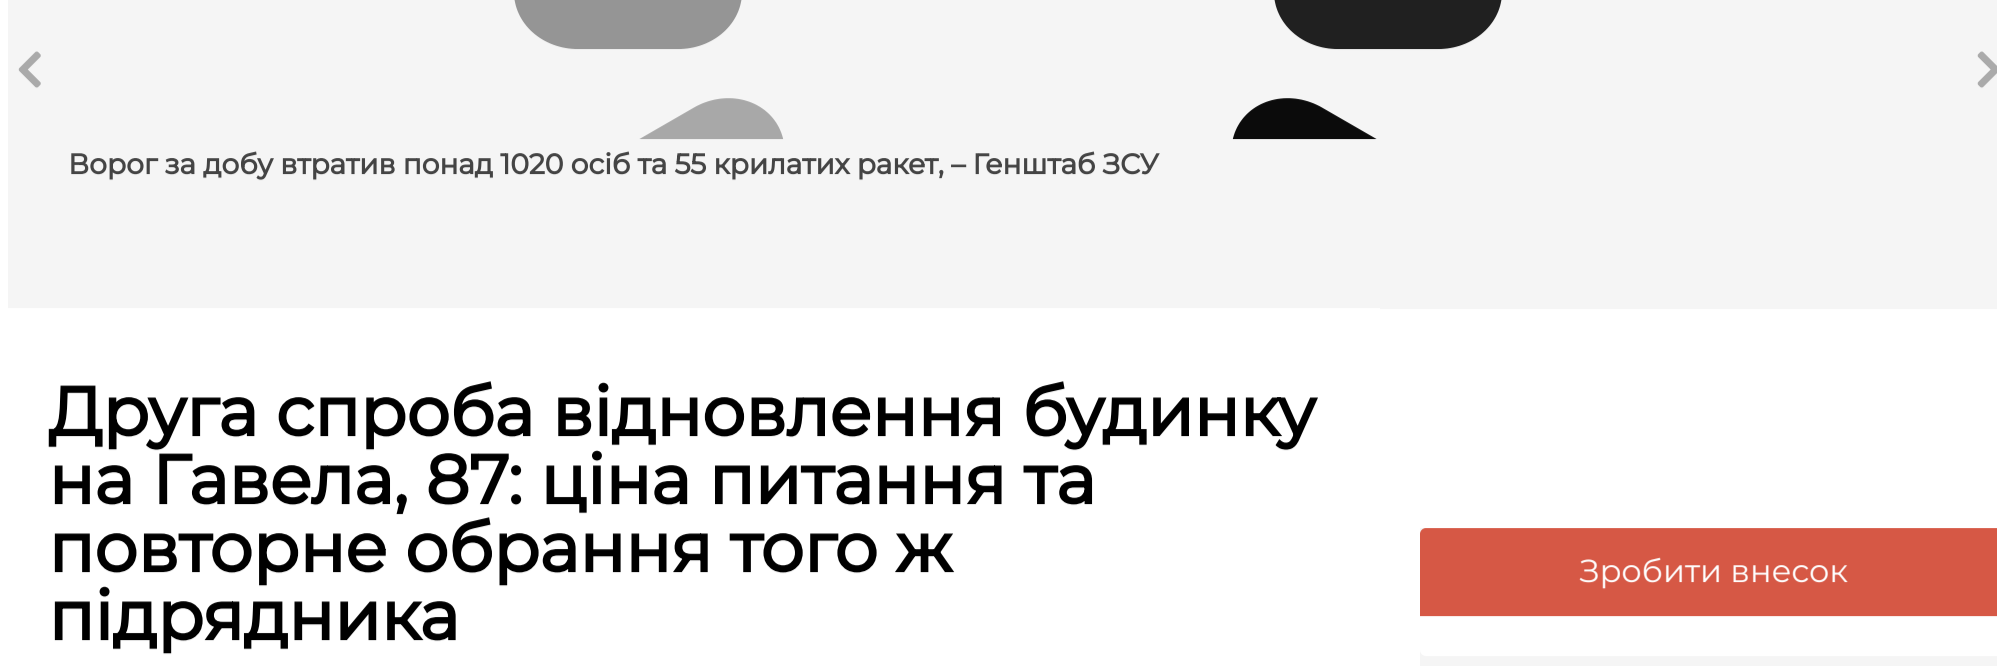 Ворог за добу втратив понад 1020 осіб та 55 крилатих ракет, – Генштаб ЗСУ
Друга спроба відновлення будинку
на Гавела, 87: ціна питання та
повторне обрання того ж
підрядника
Зробити внесок